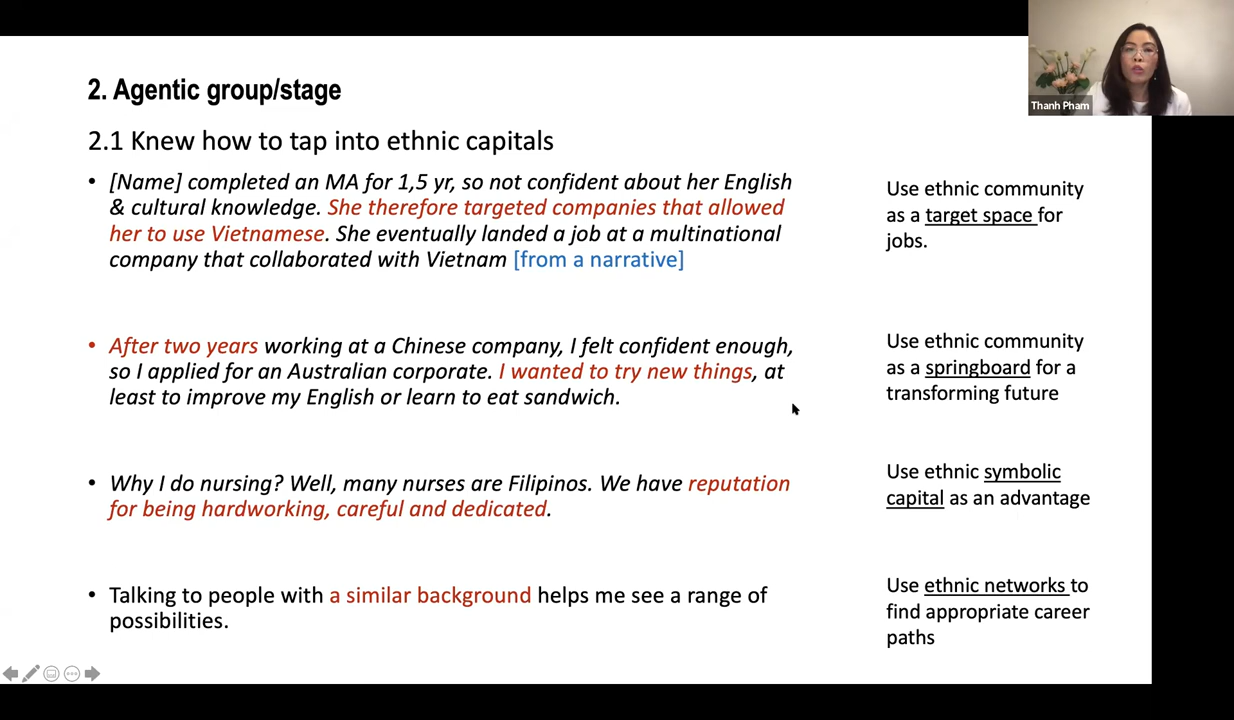 Thanh Pham
2. Agentic group/stage
2.1 Knew how to tap into ethnic capitals
• [Name] completed an MA for 1,5 yr, so not confident about her English
& cultural knowledge. She therefore targeted companies that allowed
her to use Vietnamese. She eventually landed a job at a multinational
company that collaborated with Vietnam [from a narrative]
Use ethnic community
as a target space for
jobs.
• After two years working at a Chinese company, I felt confident enough,
so I applied for an Australian corporate. I wanted to try new things, at
least to improve my English or learn to eat sandwich.
Use ethnic community
as a springboard for a
transforming future
• Why I do nursing? Well, many nurses are Filipinos. We have reputation
for being hardworking, careful and dedicated.
Use ethnic symbolic
capital as an advantage
• Talking to people with a similar background helps me see a range of
possibilities.
Use ethnic networks to
find appropriate career
paths